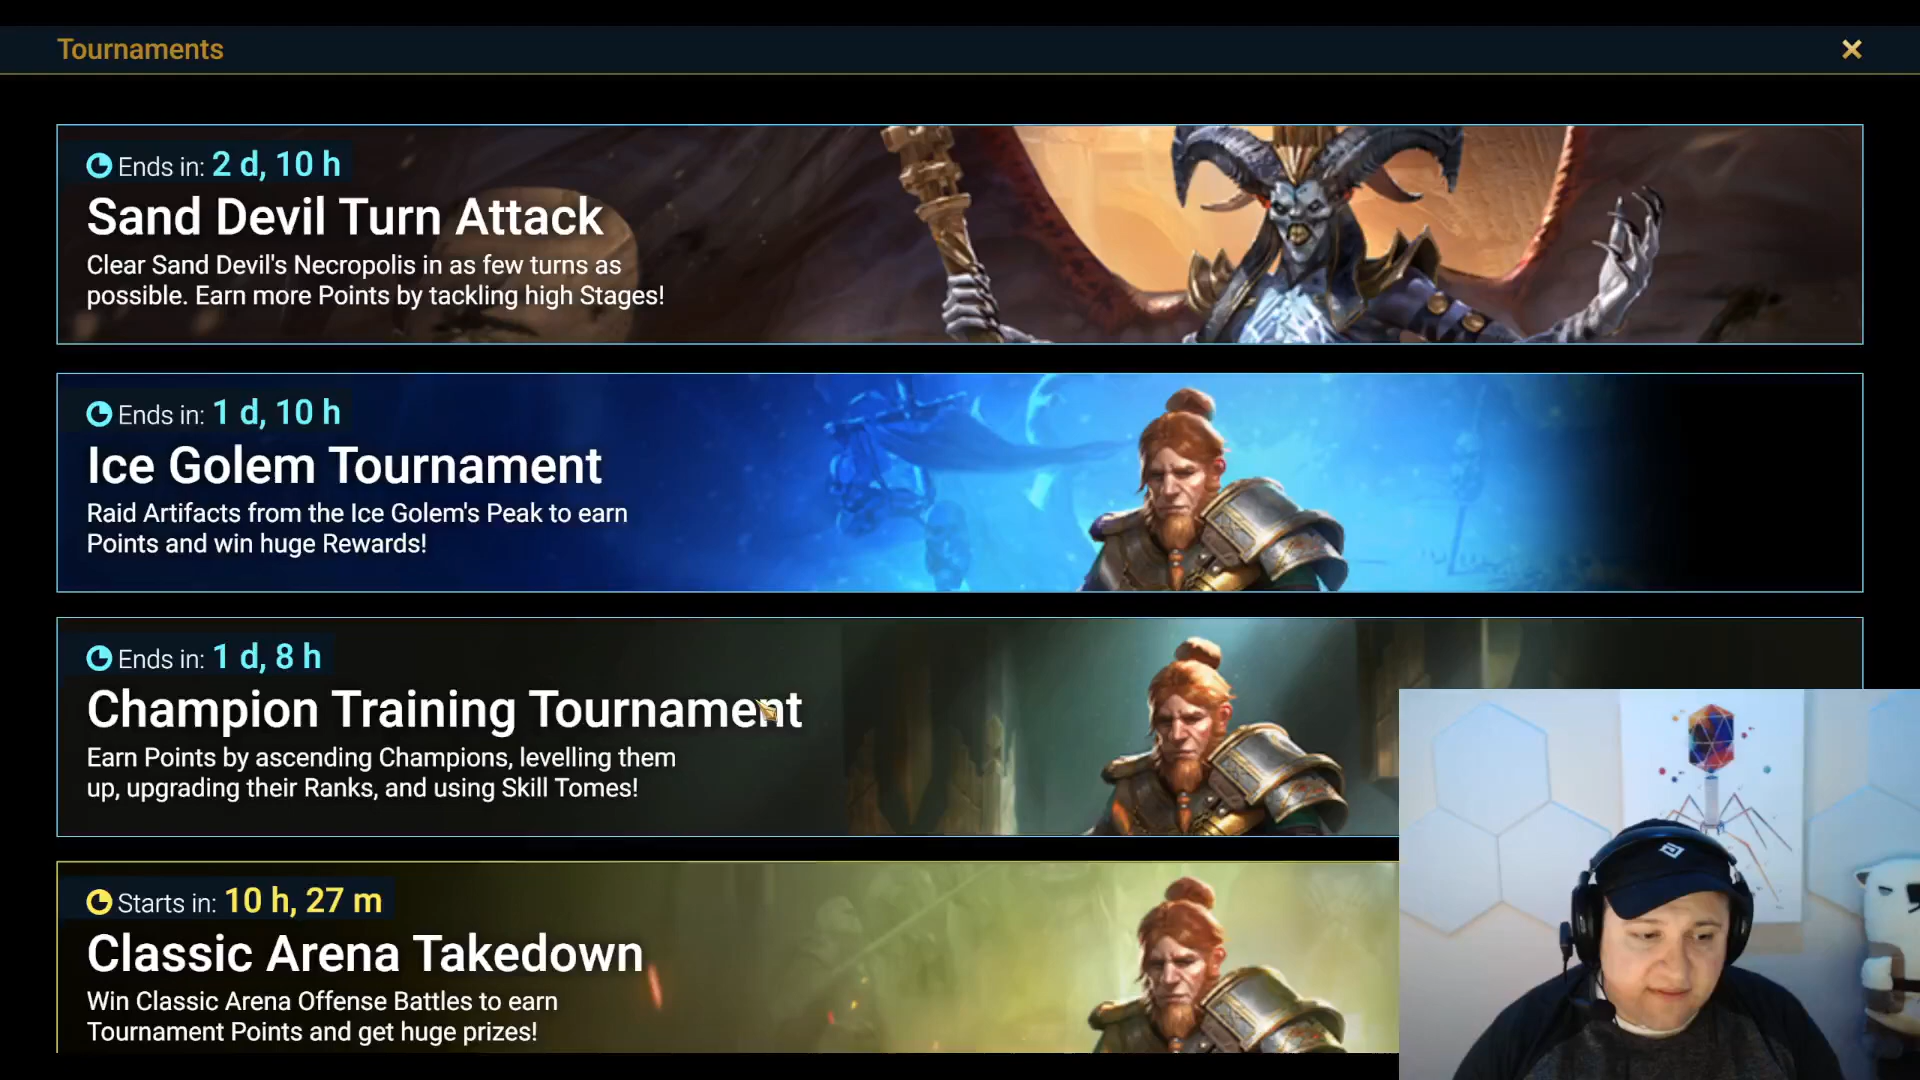 Tournaments
Ends in: 2 d, 10 h
Sand Devil Turn Attack
Clear Sand Devil's Necropolis in as few turns as
possible. Earn more Points by tackling high Stages!
Ends in: 1 d, 10 h
Ice Golem Tournament
Raid Artifacts from the Ice Golem's Peak to earn
Points and win huge Rewards!
Ends in: 1 d, 8 h
Champion Training Tournament
Earn Points by ascending Champions, levelling them
up, upgrading their Ranks, and using Skill Tomes!
Starts in: 10 h, 27 m
Classic Arena Takedown
Win Classic Arena Offense Battles to earn
Tournament Points and get huge prizes!